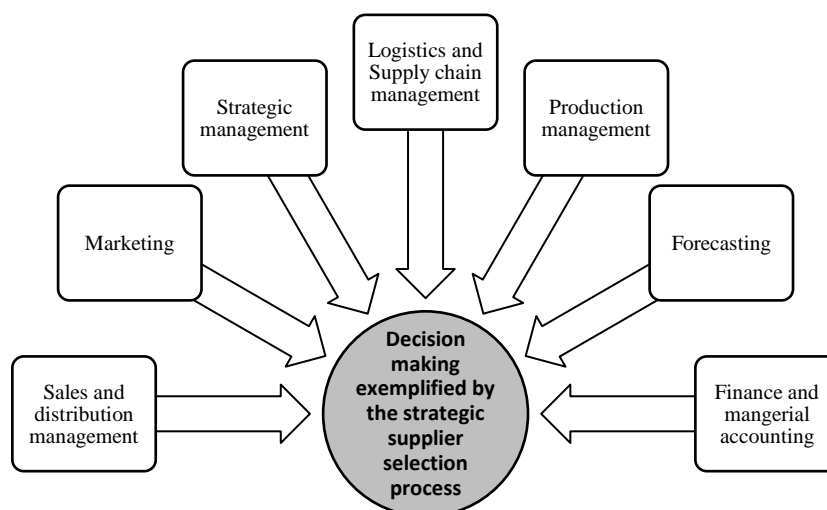 Logistics and
Supply chain
management
Strategic
management
Production
management
Marketing
Forecasting
Sales and
distribution
management
Decision
making
exemplified by
the strategic
supplier
selection
process
Finance and
mangerial
accounting